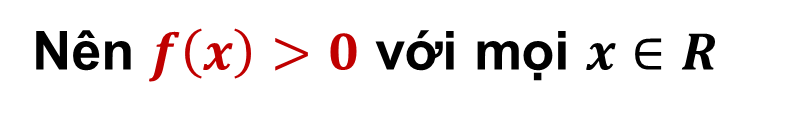 Nên f(x) > 0 với mọi x ∈ R